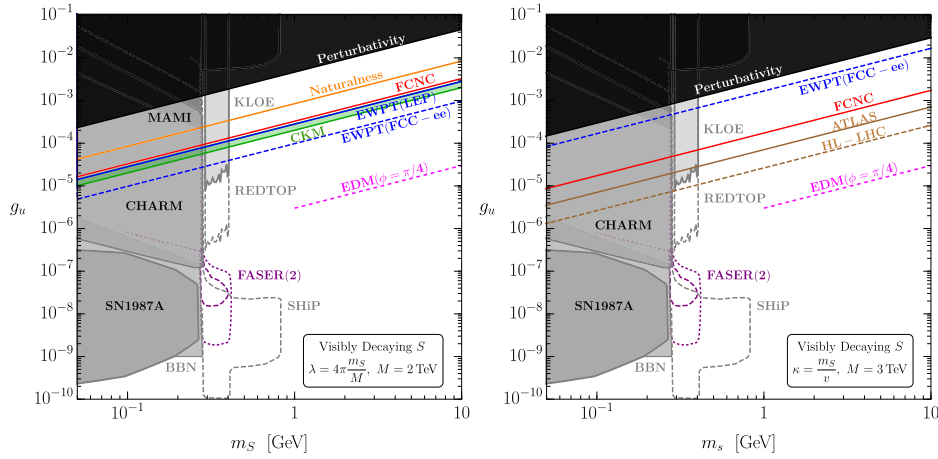 10⁻¹
10⁻²
10⁻³
10⁻⁴
10⁻⁵
10⁻⁶
10⁻⁷
10⁻⁸
10⁻⁹
10⁻¹⁰
g_u
Perturbativity
Naturalness
FCNC
KLOE
MAMI
EWPT(LEP)
EWPT(FCC−ee)
CKM
REDTOP
EDM(ϕ = π/4)
CHARM
FASER(2)
SN1987A
SHiP
BBN
Visibly Decaying S
λ = 4π m_S/M, M = 2 TeV
10⁻¹
1
10
m_S [GeV]
10⁻¹
10⁻²
10⁻³
10⁻⁴
10⁻⁵
10⁻⁶
10⁻⁷
10⁻⁸
10⁻⁹
10⁻¹⁰
g_u
Perturbativity
EWPT(FCC−ee)
FCNC
ATLAS
KLOE
HL−LHC
REDTOP
EDM(ϕ = π/4)
CHARM
FASER(2)
SN1987A
SHiP
BBN
Visibly Decaying S
κ = m_S/v, M = 3 TeV
10⁻¹
1
10
m_s [GeV]